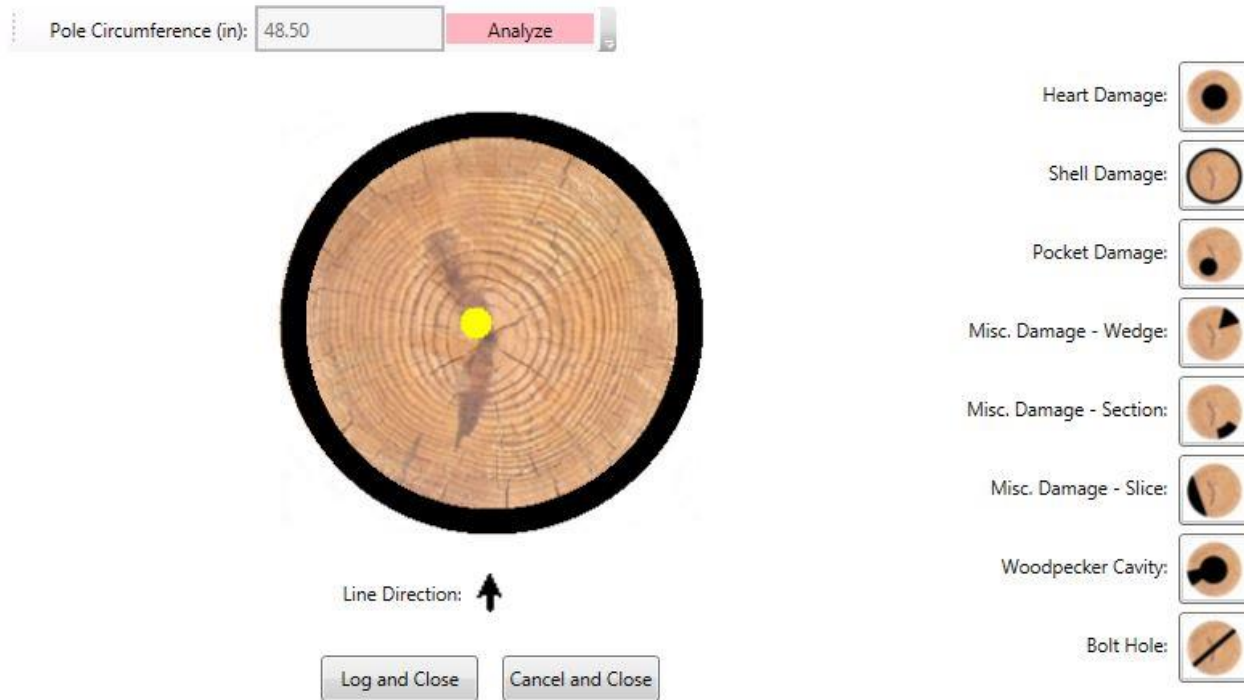 Pole Circumference (in): 48.50 Analyze
Heart Damage:
Shell Damage:
Pocket Damage:
Misc. Damage - Wedge:
Misc. Damage - Section:
Misc. Damage - Slice:
Woodpecker Cavity:
Line Direction:
Bolt Hole:
Log and Close Cancel and Close